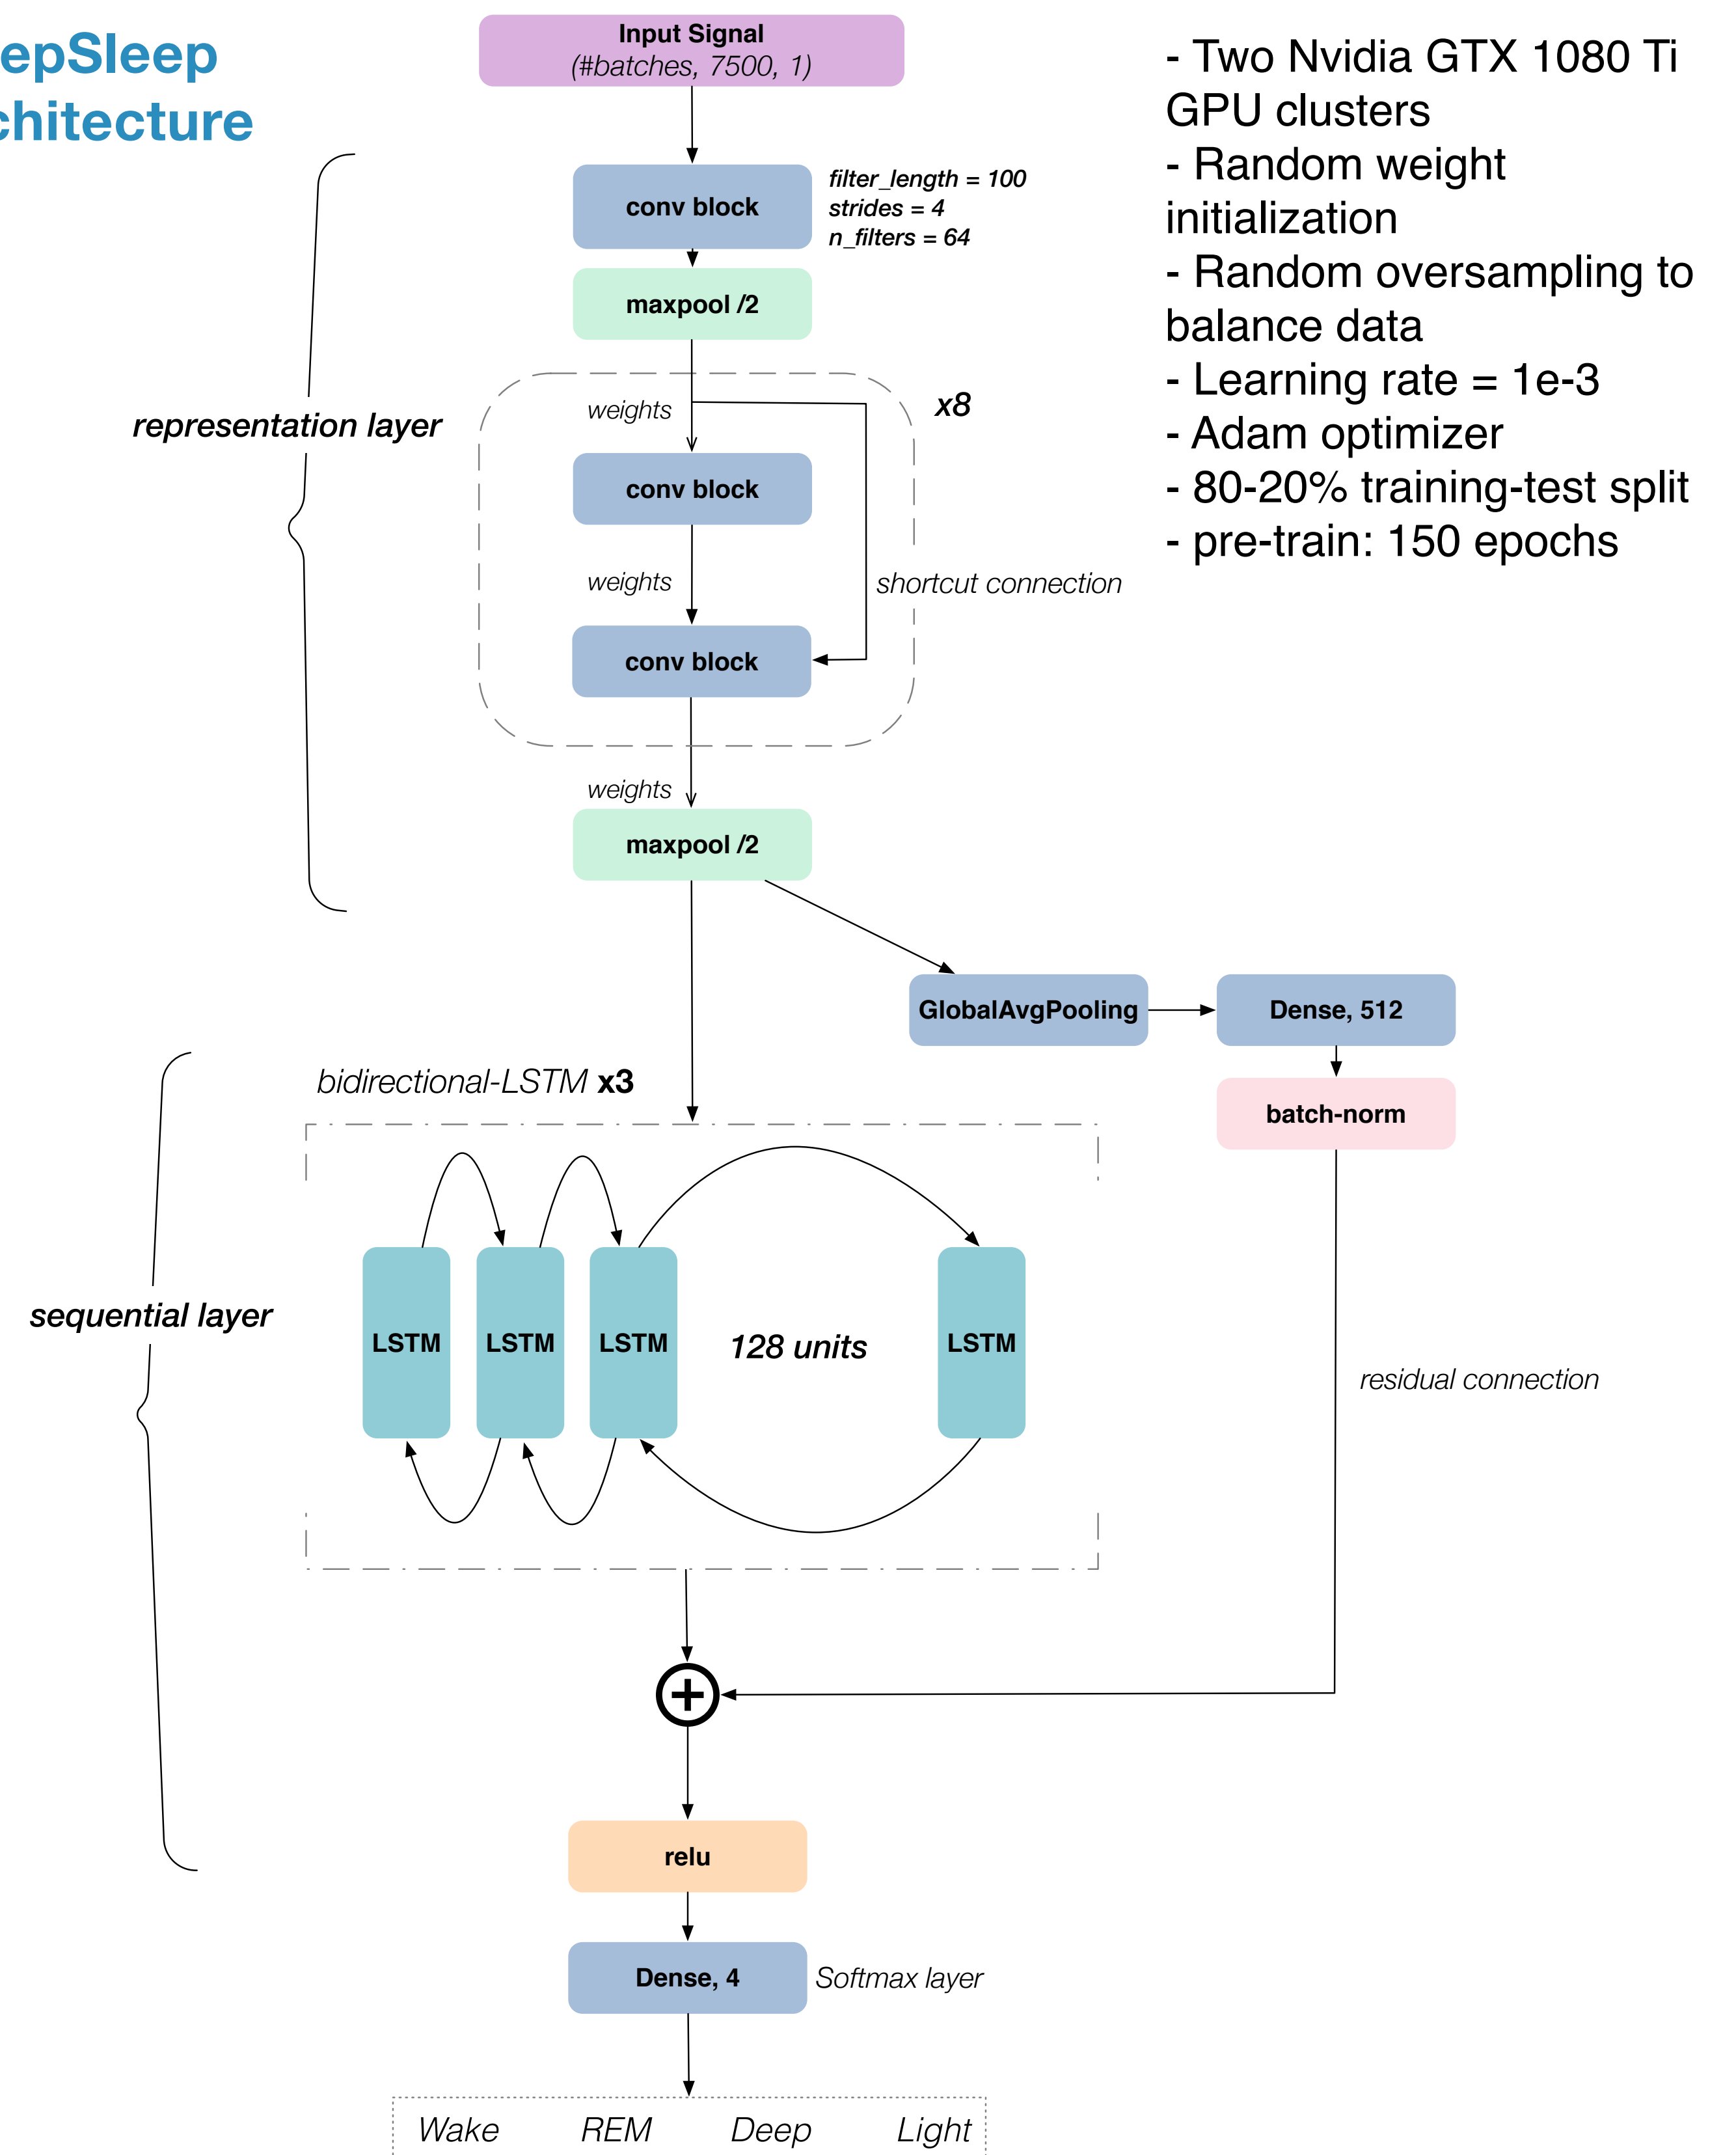 epSleep
chitecture
Input Signal
(#batches, 7500, 1)
- Two Nvidia GTX 1080 Ti
GPU clusters
- Random weight
initialization
- Random oversampling to
balance data
- Learning rate = 1e-3
- Adam optimizer
- 80-20% training-test split
- pre-train: 150 epochs
conv block
filter_length = 100
strides = 4
n_filters = 64
maxpool /2
representation layer
weights
x8
conv block
weights
shortcut connection
conv block
weights
maxpool /2
GlobalAvgPooling
Dense, 512
batch-norm
bidirectional-LSTM x3
sequential layer
LSTM
LSTM
LSTM
128 units
LSTM
residual connection
+
relu
Dense, 4
Softmax layer
Wake REM Deep Light